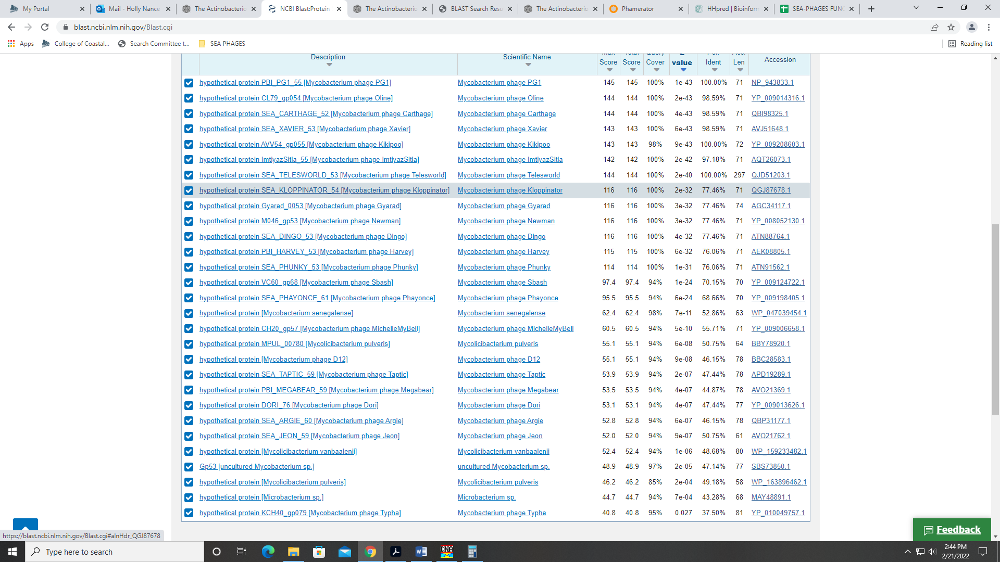 My Portal
Mail - Holly Nance
The Actinobacterio
NCBI Blast:Protein
The Actinobacterio
BLAST Search Resu
The Actinobacterio
Phamerator
HHpred | Bioinform
SEA-PHAGES FUNC
blast.ncbi.nlm.nih.gov/Blast.cgi
Apps College of Coastal... Search Committee t... SEA PHAGES Reading list
Description Scientific Name Max Score Total Score Query Cover E value Per. Ident Acc. Len Accession
hypothetical protein PBI_PG1_55 [Mycobacterium phage PG1] Mycobacterium phage PG1 145 145 100% 1e-43 100.00% 71 NP_943833.1
hypothetical protein CL79_gp054 [Mycobacterium phage Oline] Mycobacterium phage Oline 144 144 100% 2e-43 98.59% 71 YP_009014316.1
hypothetical protein SEA_CARTHAGE_52 [Mycobacterium phage Carthage] Mycobacterium phage Carthage 144 144 100% 4e-43 98.59% 71 QBI98325.1
hypothetical protein SEA_XAVIER_53 [Mycobacterium phage Xavier] Mycobacterium phage Xavier 143 143 100% 6e-43 98.59% 71 AVJ51648.1
hypothetical protein AVV54_gp055 [Mycobacterium phage Kikipoo] Mycobacterium phage Kikipoo 143 143 98% 9e-43 100.00% 72 YP_009208603.1
hypothetical protein ImtiyazSitla_55 [Mycobacterium phage ImtiyazSitla] Mycobacterium phage ImtiyazSitla 142 142 100% 2e-42 97.18% 71 AQT26073.1
hypothetical protein SEA_TELESWORLD_53 [Mycobacterium phage Telesworld] Mycobacterium phage Telesworld 144 144 100% 2e-40 100.00% 297 QJD51203.1
hypothetical protein SEA_KLOPPINATOR_54 [Mycobacterium phage Kloppinator] Mycobacterium phage Kloppinator 116 116 100% 2e-32 77.46% 71 QGJ87678.1
hypothetical protein Gyarad_0053 [Mycobacterium phage Gyarad] Mycobacterium phage Gyarad 116 116 100% 3e-32 77.46% 74 AGC34117.1
hypothetical protein M046_gp53 [Mycobacterium phage Newman] Mycobacterium phage Newman 116 116 100% 3e-32 77.46% 71 YP_008052130.1
hypothetical protein SEA_DINGO_53 [Mycobacterium phage Dingo] Mycobacterium phage Dingo 116 116 100% 4e-32 77.46% 71 ATN88764.1
hypothetical protein PBI_HARVEY_53 [Mycobacterium phage Harvey] Mycobacterium phage Harvey 115 115 100% 6e-32 76.06% 71 AEK08805.1
hypothetical protein SEA_PHUNKY_53 [Mycobacterium phage Phunky] Mycobacterium phage Phunky 114 114 100% 1e-31 76.06% 71 ATN91562.1
hypothetical protein VC60_gp68 [Mycobacterium phage Sbash] Mycobacterium phage Sbash 97.4 97.4 94% 1e-24 70.15% 70 YP_009124722.1
hypothetical protein SEA_PHAYONCE_61 [Mycobacterium phage Phayonce] Mycobacterium phage Phayonce 95.5 95.5 94% 6e-24 68.66% 70 YP_009198405.1
hypothetical protein [Mycobacterium senegalense] Mycobacterium senegalense 62.4 62.4 98% 7e-11 52.86% 63 WP_047039454.1
hypothetical protein CH20_gp57 [Mycobacterium phage MichelleMyBell] Mycobacterium phage MichelleMyBell 60.5 60.5 94% 5e-10 55.71% 71 YP_009006658.1
hypothetical protein MPUL_00780 [Mycolicibacterium pulveris] Mycolicibacterium pulveris 55.1 55.1 94% 6e-08 50.75% 64 BBY78920.1
hypothetical protein [Mycobacterium phage D12] Mycobacterium phage D12 55.1 55.1 94% 9e-08 46.15% 78 BBC28583.1
hypothetical protein SEA_TAPTIC_59 [Mycobacterium phage Taptic] Mycobacterium phage Taptic 53.9 53.9 94% 2e-07 47.44% 78 APD19289.1
hypothetical protein PBI_MEGABEAR_59 [Mycobacterium phage Megabear] Mycobacterium phage Megabear 53.5 53.5 94% 4e-07 44.87% 78 AVO21369.1
hypothetical protein DORI_76 [Mycobacterium phage Dori] Mycobacterium phage Dori 53.1 53.1 94% 4e-07 47.44% 77 YP_009013626.1
hypothetical protein SEA_ARGIE_60 [Mycobacterium phage Argie] Mycobacterium phage Argie 52.8 52.8 94% 6e-07 46.15% 78 QBP31177.1
hypothetical protein SEA_JEON_59 [Mycobacterium phage Jeon] Mycobacterium phage Jeon 52.0 52.0 94% 9e-07 50.75% 61 AVO21762.1
hypothetical protein [Mycolicibacterium vanbaalenii] Mycolicibacterium vanbaalenii 52.4 52.4 94% 1e-06 48.68% 80 WP_159233482.1
Gp53 [uncultured Mycobacterium sp.] uncultured Mycobacterium sp. 48.9 48.9 97% 2e-05 47.14% 77 SBS73850.1
hypothetical protein [Mycolicibacterium pulveris] Mycolicibacterium pulveris 46.2 46.2 85% 2e-04 49.18% 58 WP_163896462.1
hypothetical protein [Microbacterium sp.] Microbacterium sp. 44.7 44.7 94% 7e-04 43.28% 68 MAY48891.1
hypothetical protein KCH40_gp079 [Mycobacterium phage Typha] Mycobacterium phage Typha 40.8 40.8 95% 0.027 37.50% 81 YP_010049757.1
Feedback
https://blast.ncbi.nlm.nih.gov/Blast.cgi#alnHdr_QGJ87678
Type here to search
DNA
2:44 PM
2/21/2022